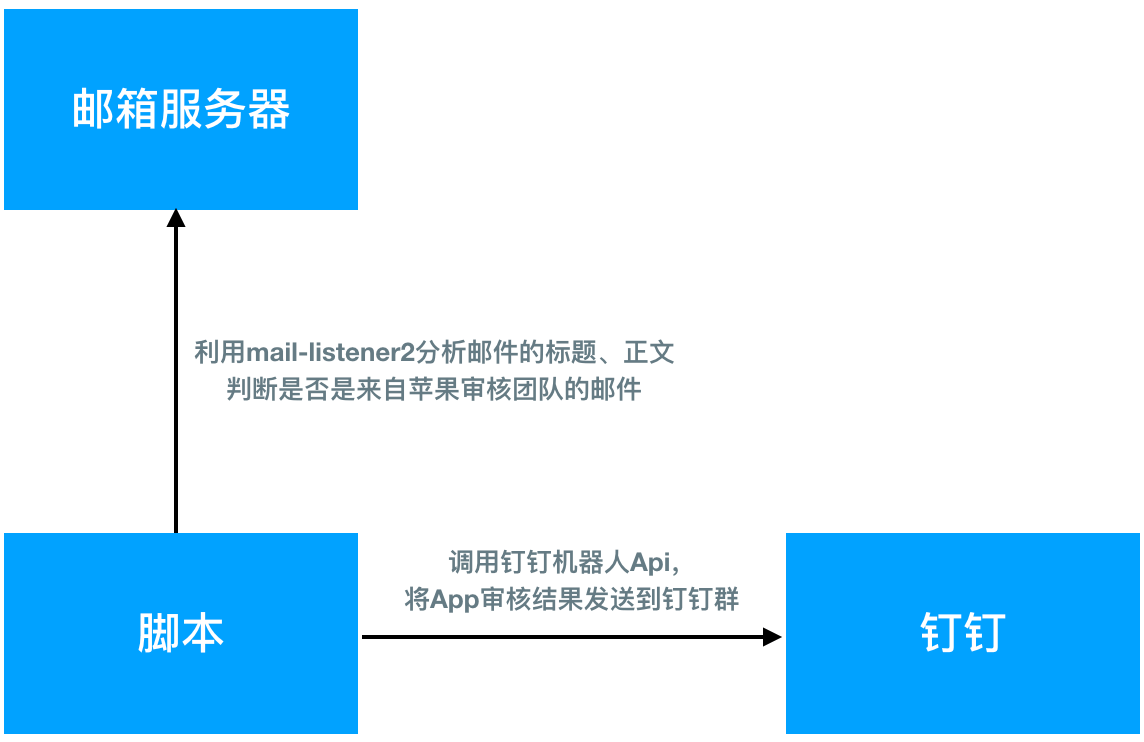 邮箱服务器
利用mail-listener2分析邮件的标题、正文
判断是否是来自苹果审核团队的邮件
脚本
调用钉钉机器人Api，
将App审核结果发送到钉钉群
钉钉